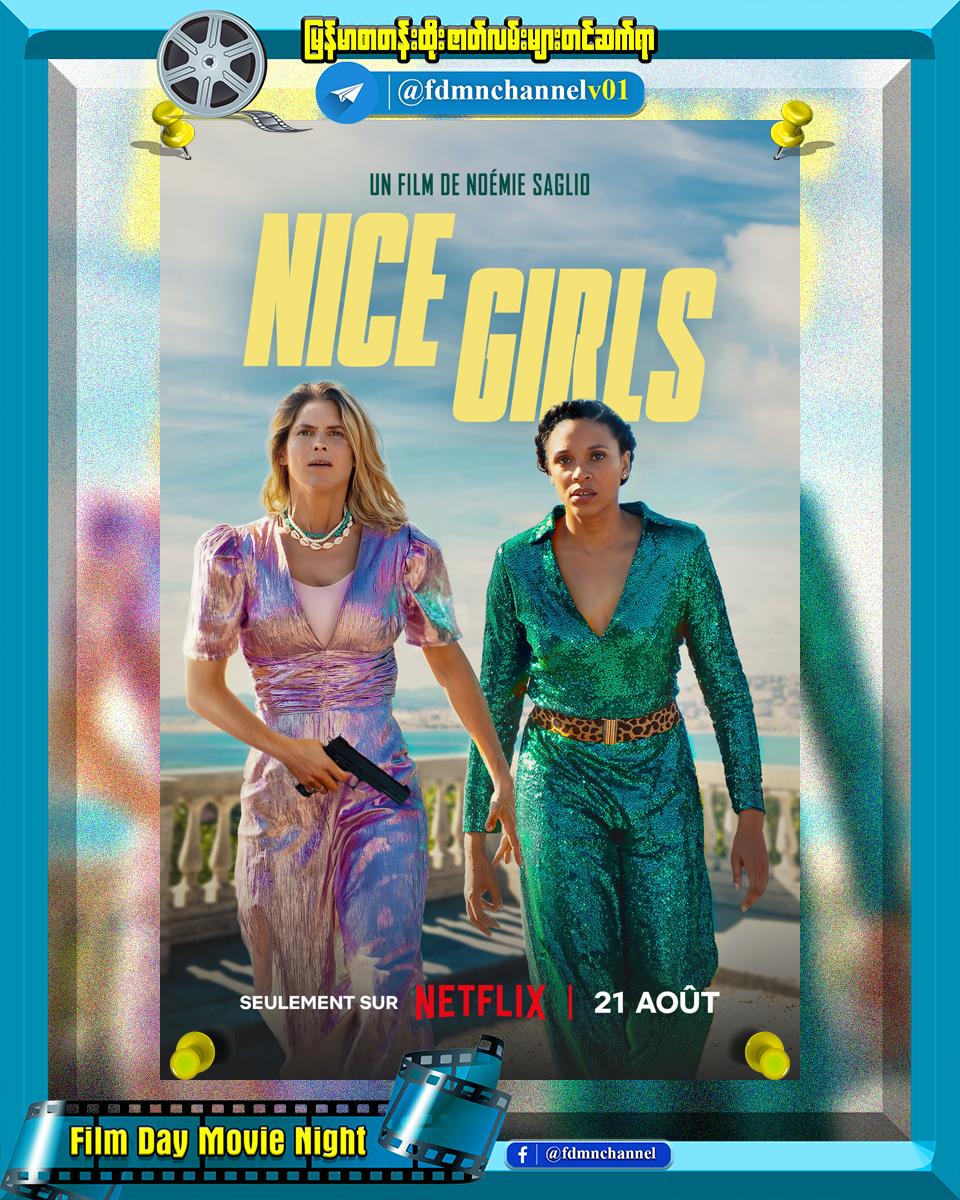 မြန်မာစာတန်းထိုးဇာတ်လမ်းများတင်ဆက်ရာ
@fdmnchannelv01
UN FILM DE NOÉMIE SAGLIO
NICE
GIRLS
SEULEMENT SUR NETFLIX | 21 AOÛT
Film Day Movie Night
@fdmnchannel